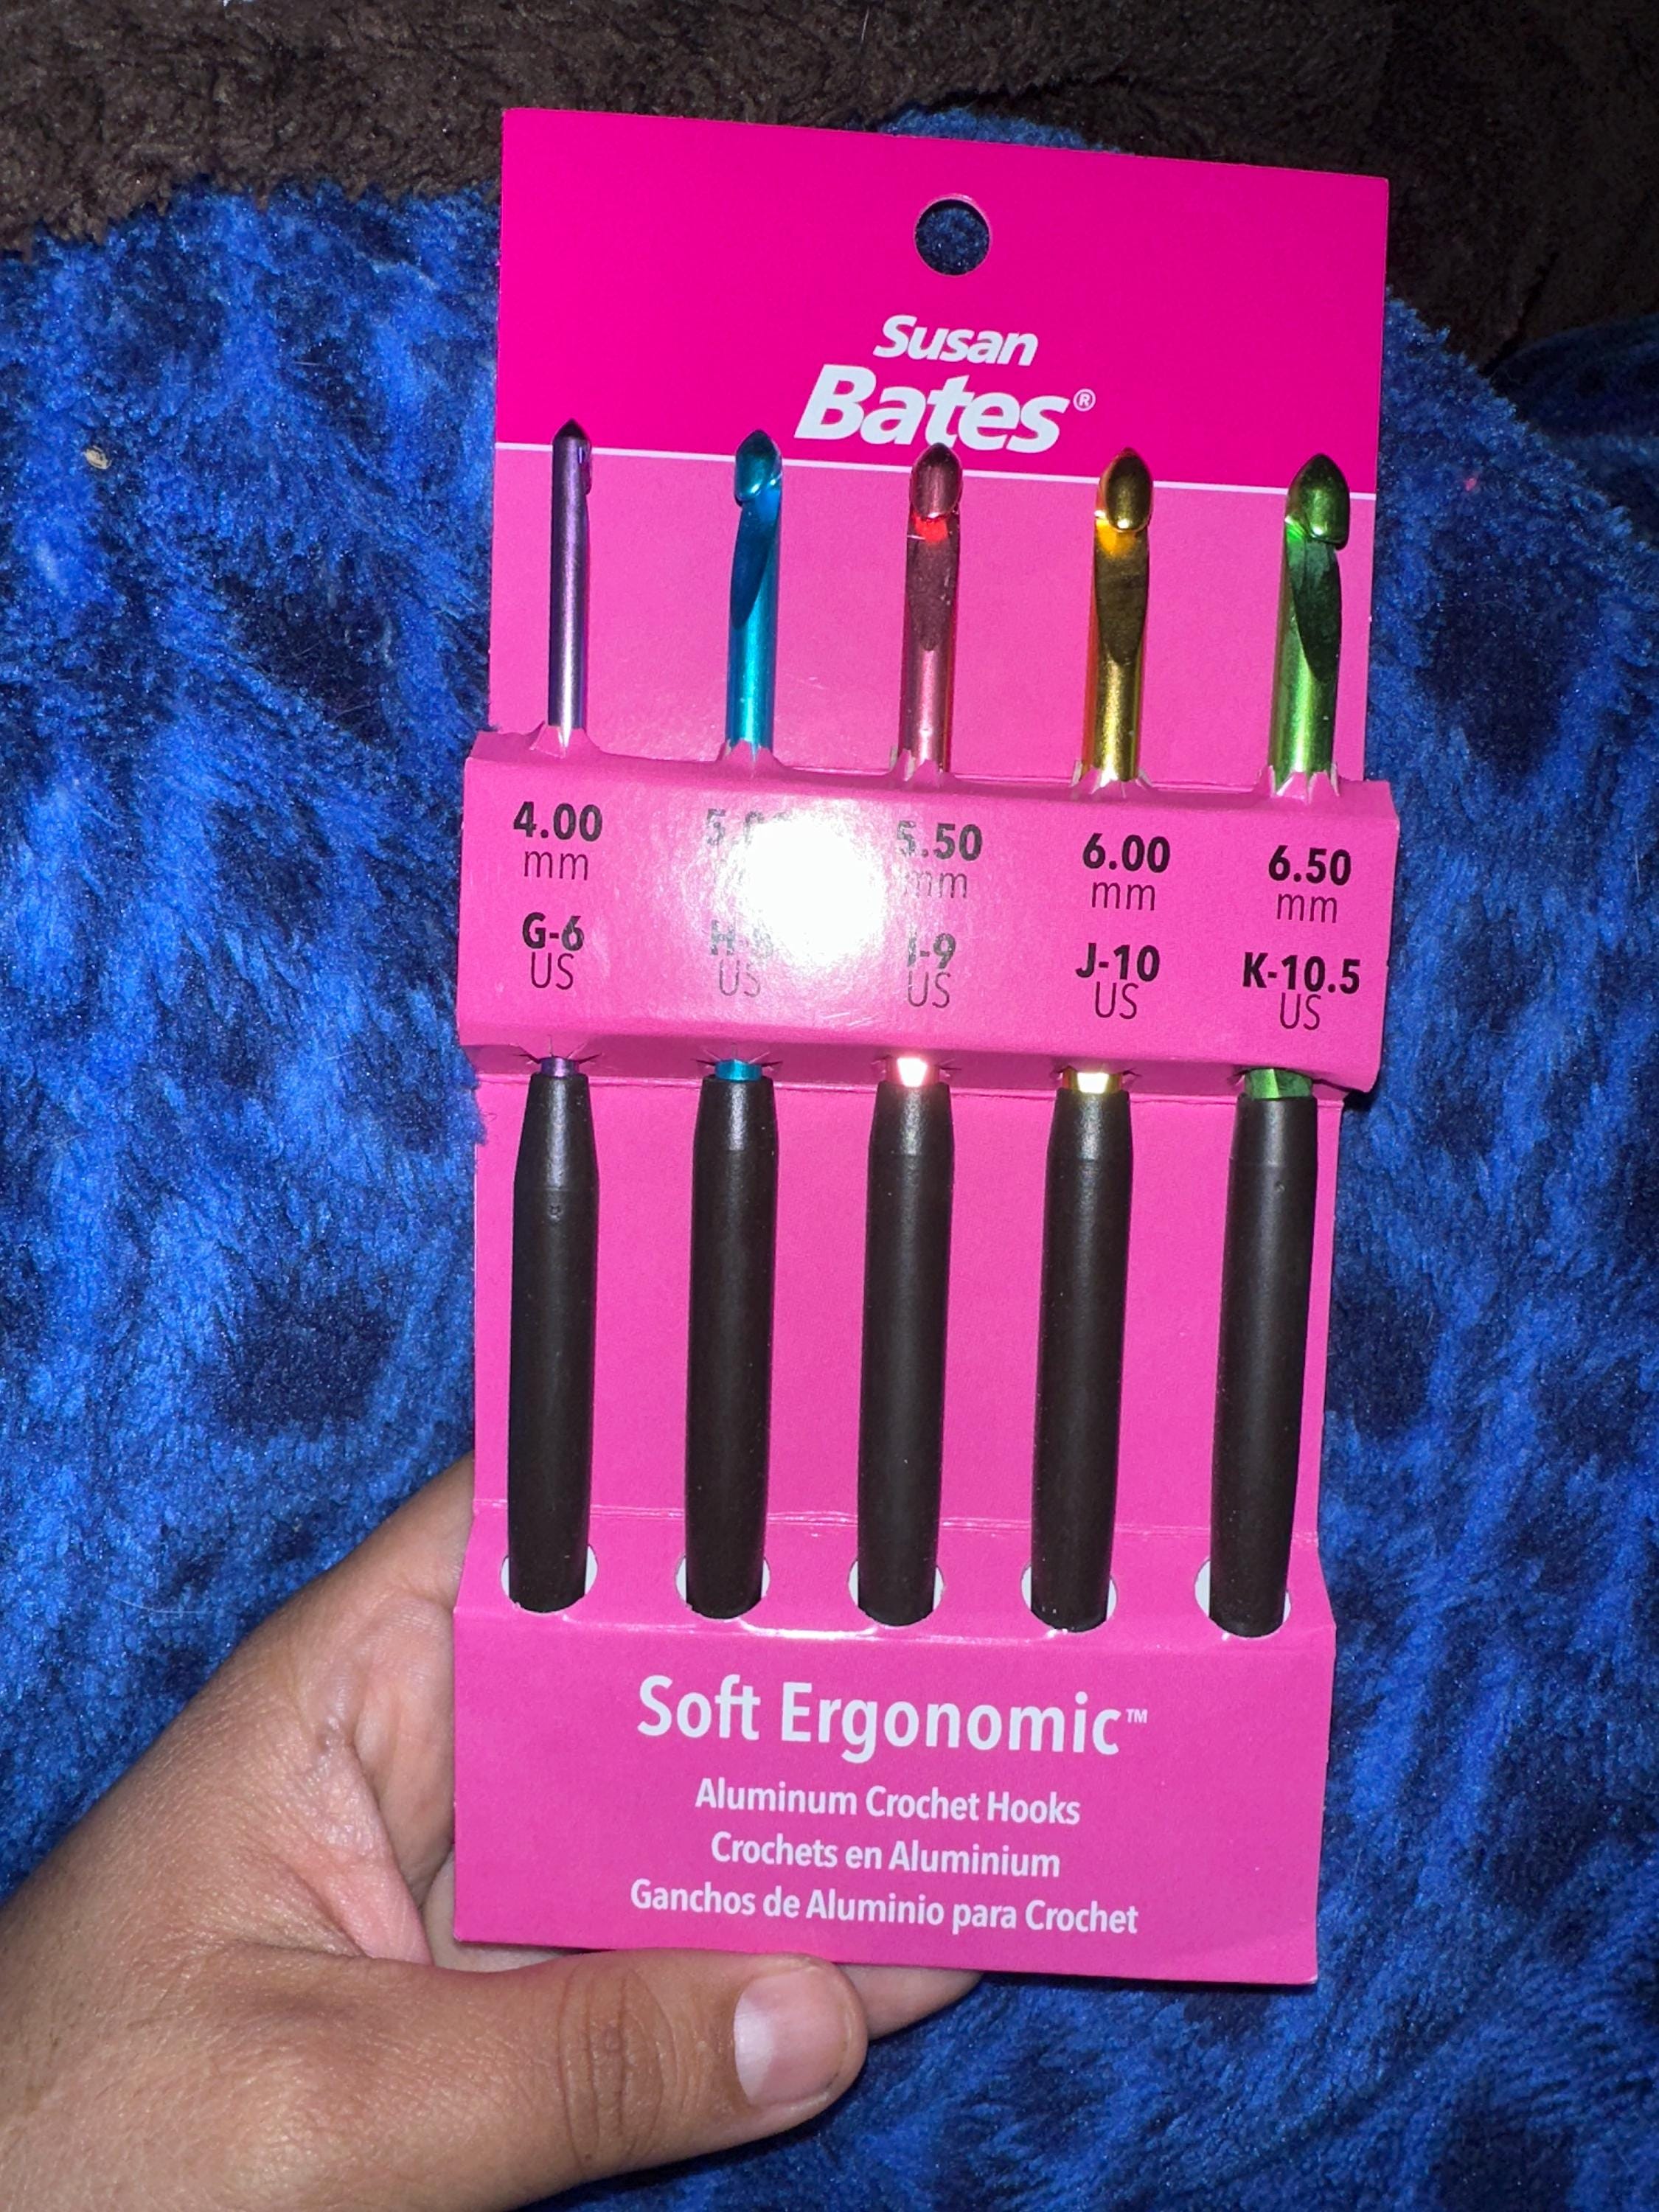 Susan
Bates®
4.00 5.50 6.00 6.50
mm mm mm mm
G-6 I-9 J-10 K-10.5
US US US US US
Soft Ergonomic™
Aluminum Crochet Hooks
Crochets en Aluminium
Ganchos de Aluminio para Crochet